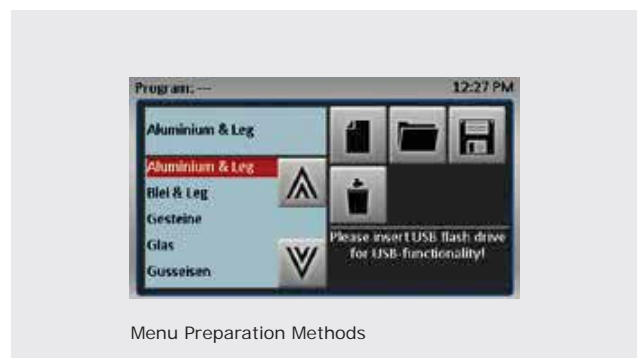 Program: ---
12:27 PM
Aluminium & Leg
Aluminium & Leg
Blei & Leg
Gesteine
Glas
Gusseisen
Please insert USB flash drive
for USB-functionality!
Menu Preparation Methods